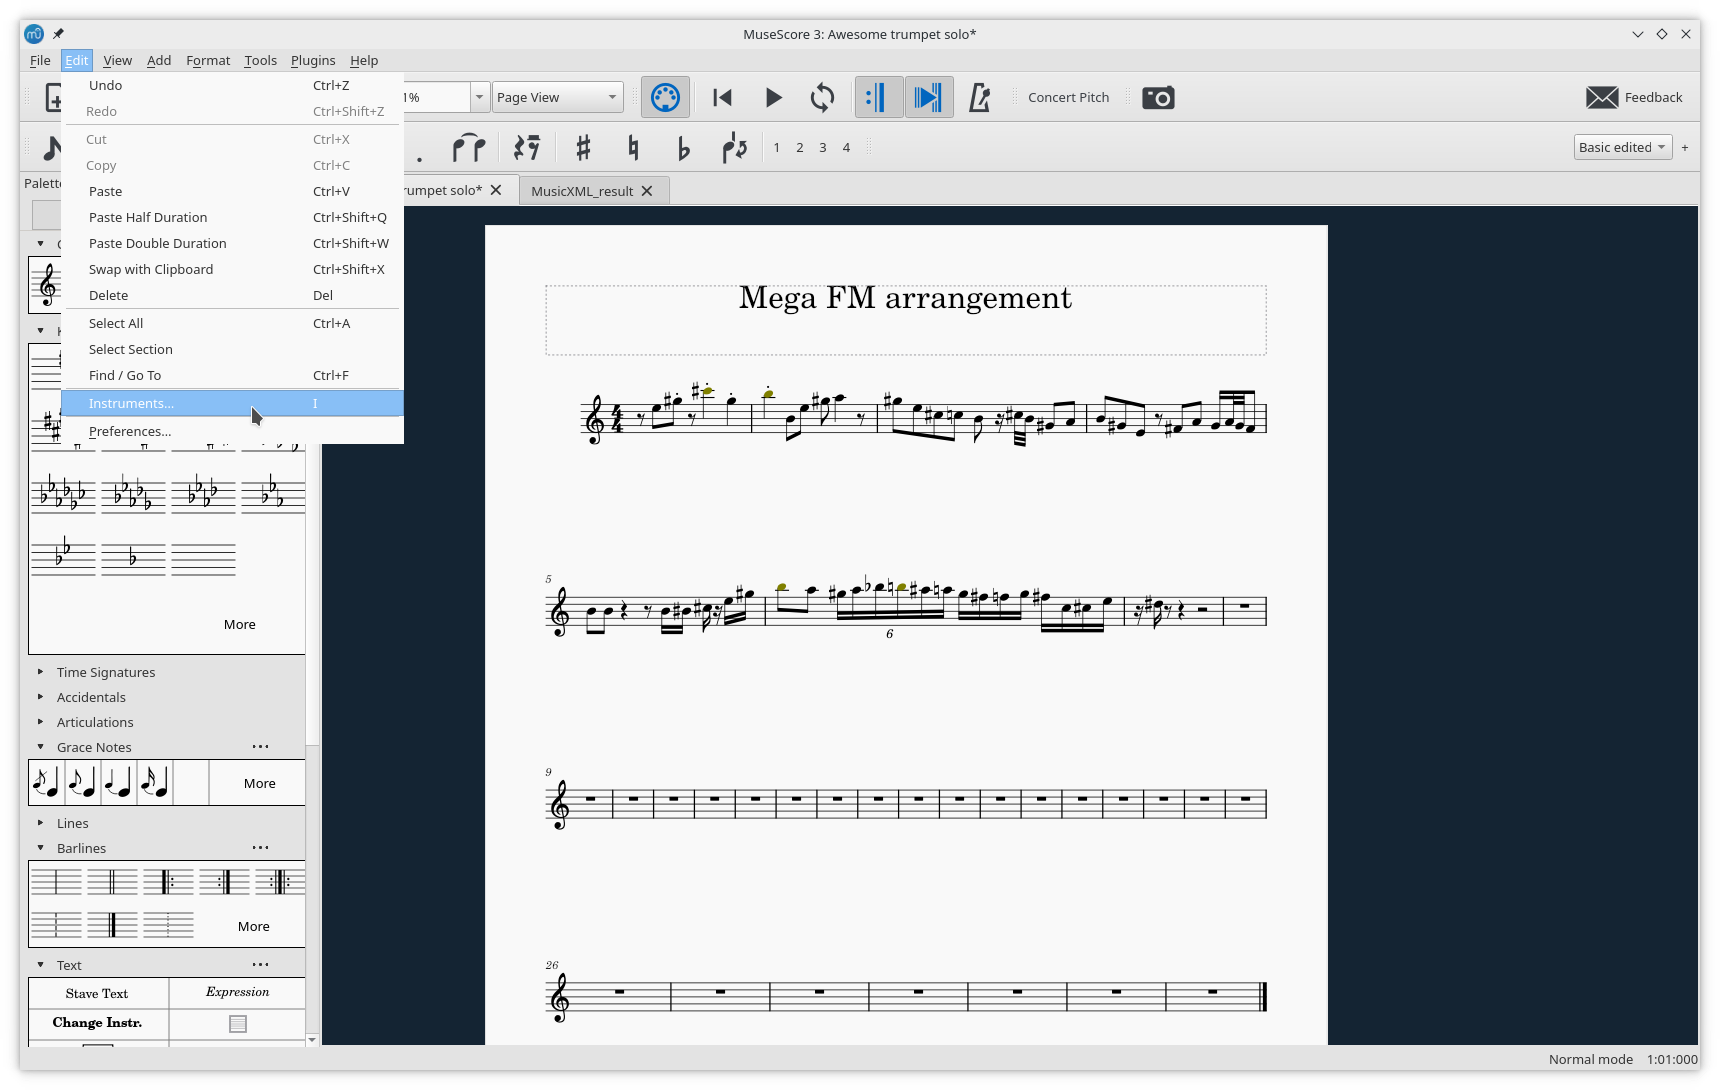 MuseScore 3: Awesome trumpet solo*
File Edit View Add Format Tools Plugins Help
Undo Ctrl+Z
Redo Ctrl+Shift+Z
Cut Ctrl+X
Copy Ctrl+C
Paste Ctrl+V
Paste Half Duration Ctrl+Shift+Q
Paste Double Duration Ctrl+Shift+W
Swap with Clipboard Ctrl+Shift+X
Delete Del
Select All Ctrl+A
Select Section
Find / Go To Ctrl+F
Instruments... I
Preferences...
1% Page View Concert Pitch Feedback
1 2 3 4 Basic edited +
Palette
rumpet solo* MusicXML_result
More
Time Signatures
Accidentals
Articulations
Grace Notes
More
Lines
Barlines
More
Text
Stave Text Expression
Change Instr.
Mega FM arrangement
5
6
9
26
Normal mode 1:01:000